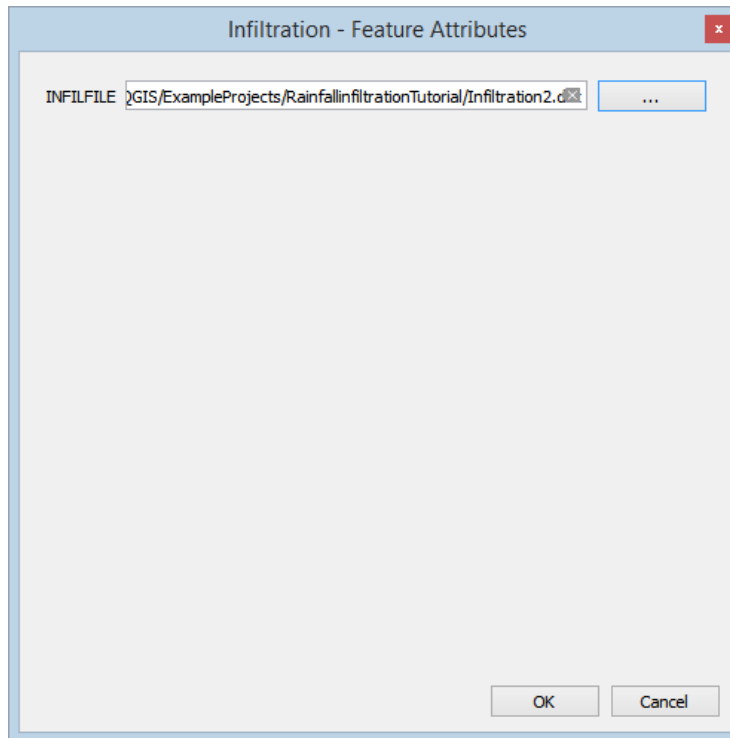 Infiltration - Feature Attributes
x
INFILFILE QGIS/ExampleProjects/RainfallinfiltrationTutorial/Infiltration2.d ...
OK Cancel